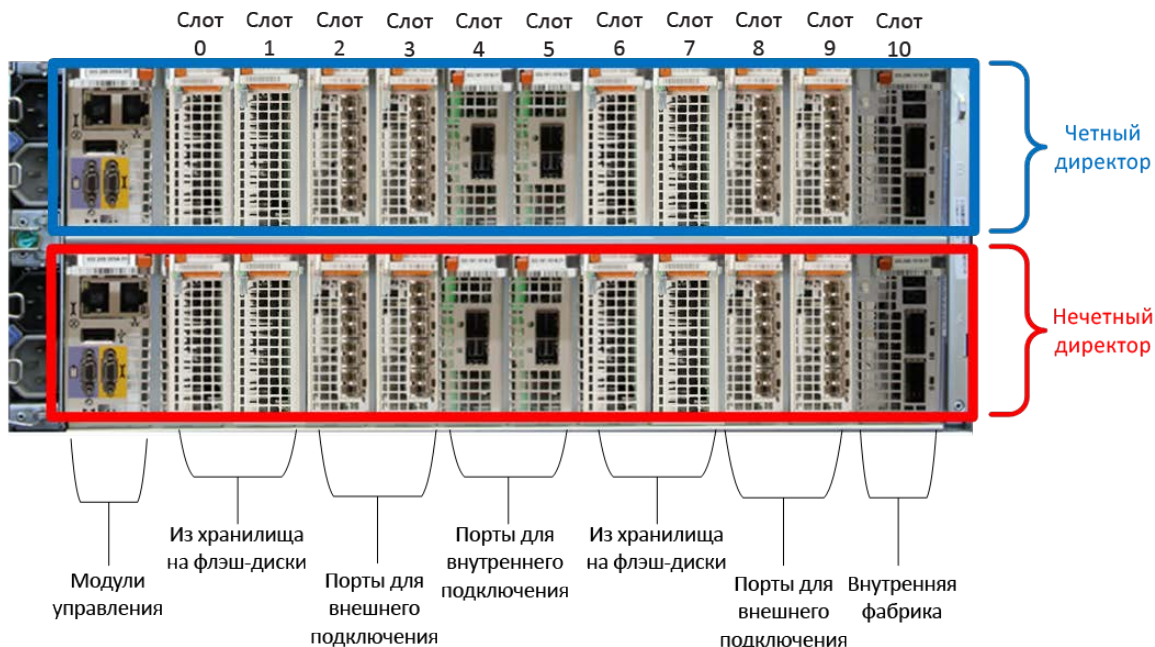 Слот Слот Слот Слот Слот Слот Слот Слот Слот Слот Слот
0 1 2 3 4 5 6 7 8 9 10
Четный
директор
Нечетный
директор
Из хранилища
на флэш-диски
Порты для
внутреннего
подключения
Из хранилища
на флэш-диски
Модули
управления
Порты для
внешнего
подключения
Порты для
внешнего
подключения
Внутренняя
фабрика